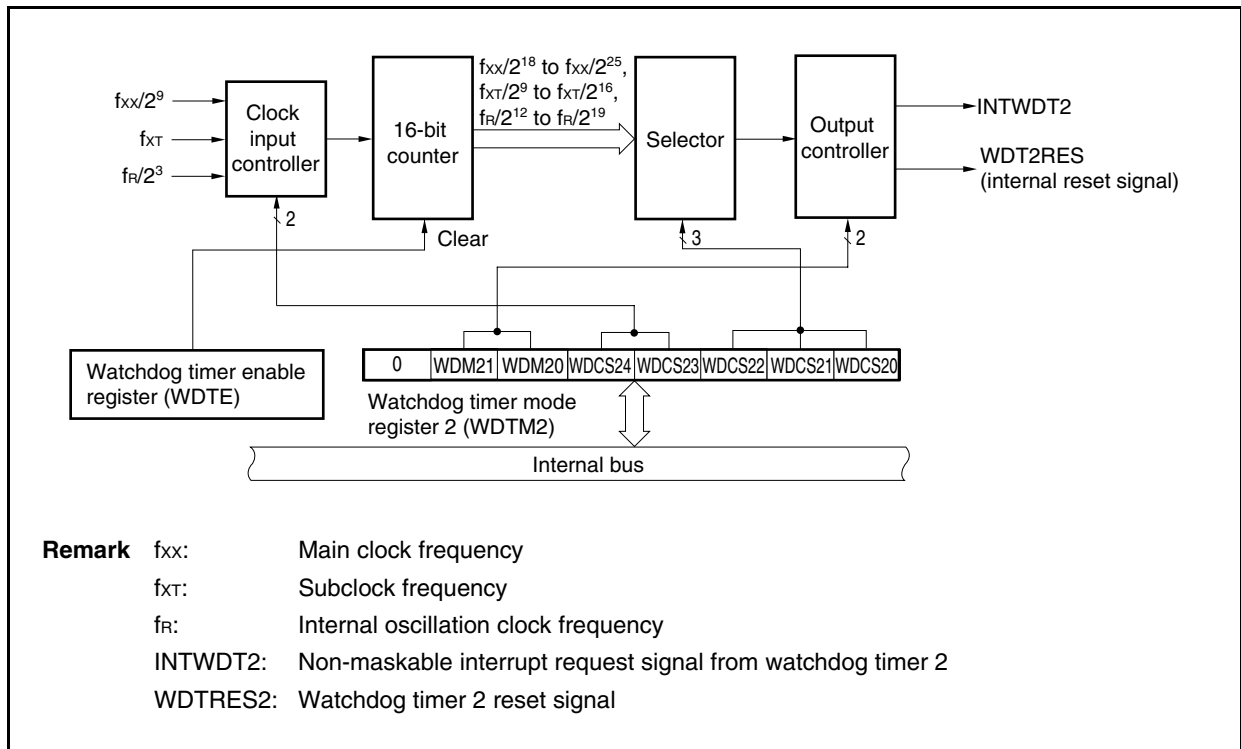 fXX/2^9
fXT
fR/2^3
Clock
input
controller
2
16-bit
counter
Clear
fXX/2^18 to fXX/2^25,
fXT/2^9 to fXT/2^16,
fR/2^12 to fR/2^19
Selector
3
Output
controller
2
INTWDT2
WDT2RES
(internal reset signal)
Watchdog timer enable
register (WDTE)
0 WDM21 WDM20 WDCS24 WDCS23 WDCS22 WDCS21 WDCS20
Watchdog timer mode
register 2 (WDTM2)
Internal bus
Remark fXX: Main clock frequency
fXT: Subclock frequency
fR: Internal oscillation clock frequency
INTWDT2: Non-maskable interrupt request signal from watchdog timer 2
WDTRES2: Watchdog timer 2 reset signal